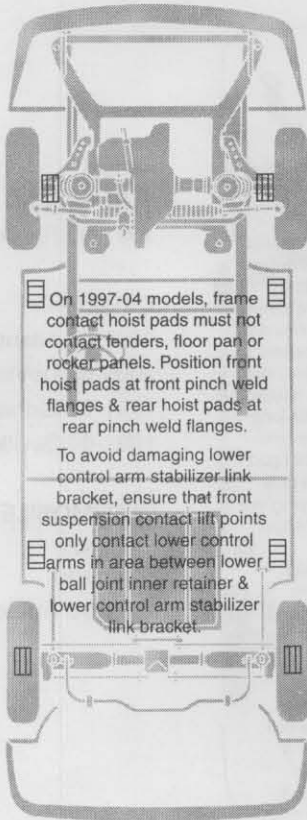 On 1997-04 models, frame
contact hoist pads must not
contact fenders, floor pan or
rocker panels. Position front
hoist pads at front pinch weld
flanges & rear hoist pads at
rear pinch weld flanges.
To avoid damaging lower
control arm stabilizer link
bracket, ensure that front
suspension contact lift points
only contact lower control
arms in area between lower
ball joint inner retainer &
lower control arm stabilizer
link bracket.